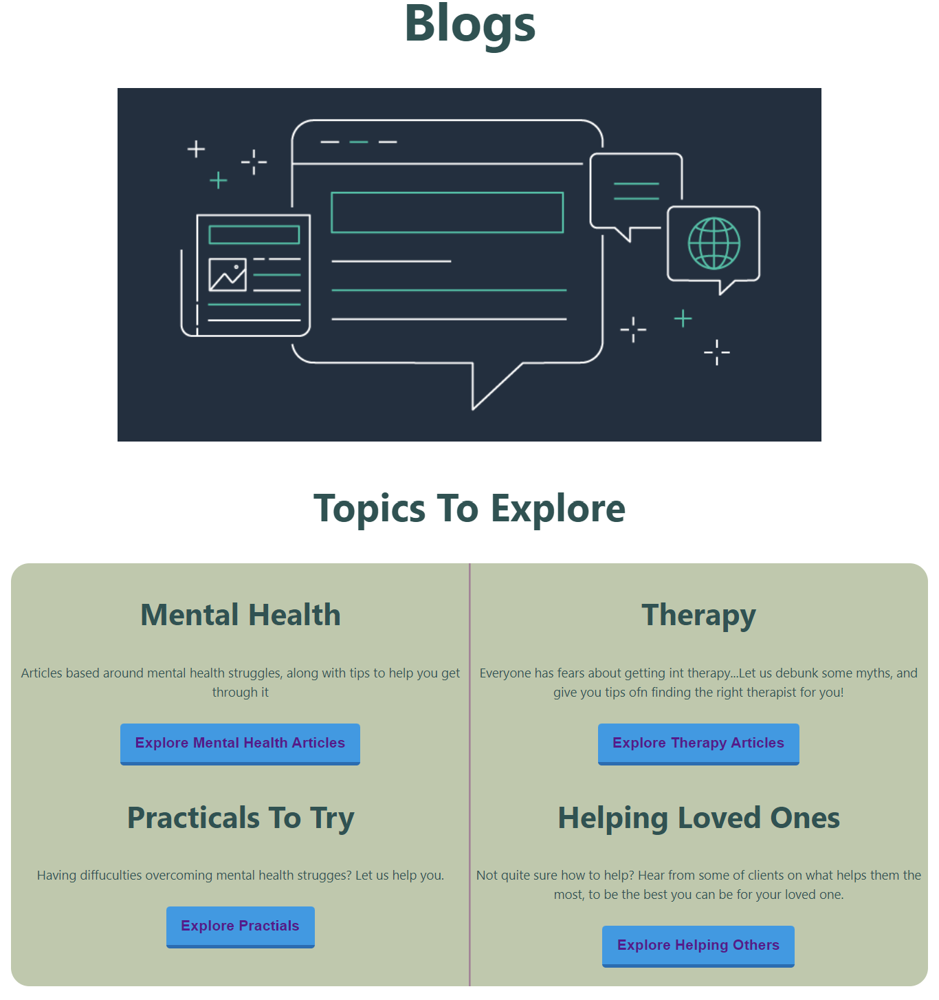 Blogs
Topics To Explore
Mental Health
Articles based around mental health struggles, along with tips to help you get
through it
Explore Mental Health Articles
Therapy
Everyone has fears about getting int therapy...Let us debunk some myths, and
give you tips ofn finding the right therapist for you!
Explore Therapy Articles
Practicals To Try
Having diffuculties overcoming mental health strugges? Let us help you.
Explore Practials
Helping Loved Ones
Not quite sure how to help? Hear from some of clients on what helps them the
most, to be the best you can be for your loved one.
Explore Helping Others